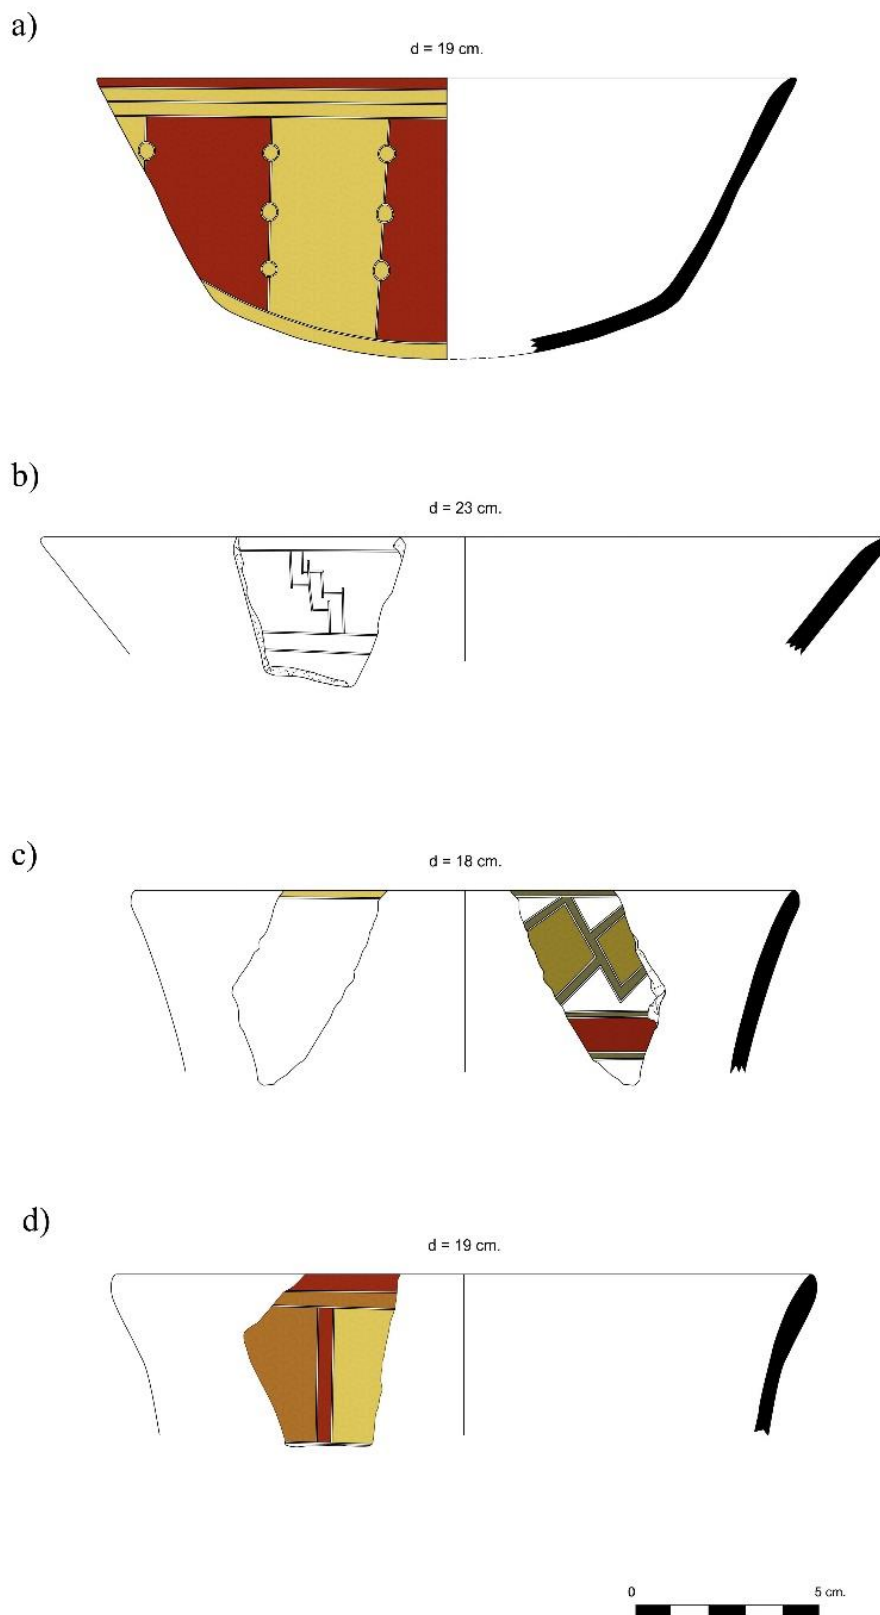 a)
d = 19 cm.
b)
d = 23 cm.
c)
d = 18 cm.
d)
d = 19 cm.
0 5 cm.